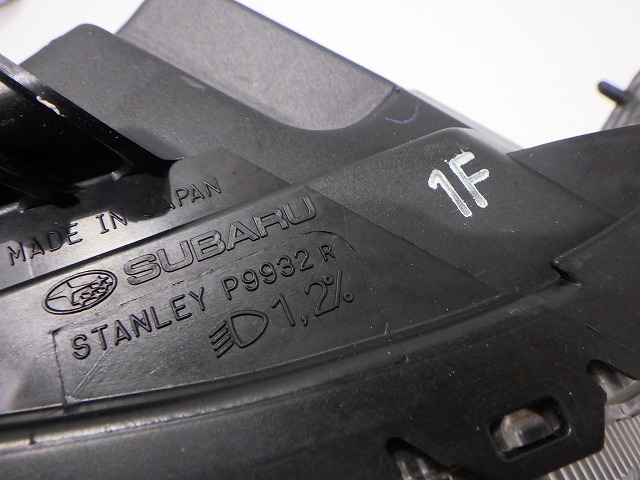 MADE IN JAPAN
SUBARU
STANLEY P9932 R
1,2%
1F